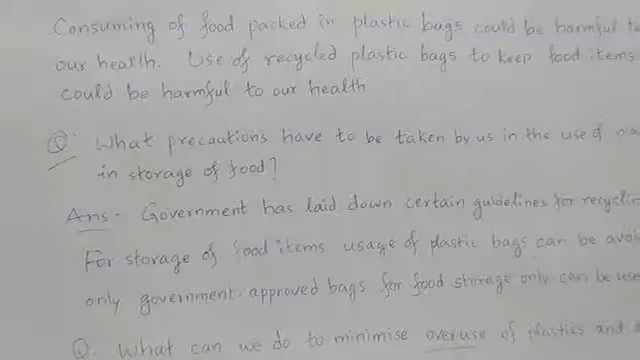 Consuming of food packed in plastic bags could be harmful to
our health. Use of recycled plastic bags to keep food items
could be harmful to our health
Q. What precautions have to be taken by us in the use of
in storage of food?
Ans - Government has laid down certain guidelines for
For storage of food items usage of plastic bags can be
only government approved bags for food storage only can be
Q. What can we do to minimise overuse of plastics and